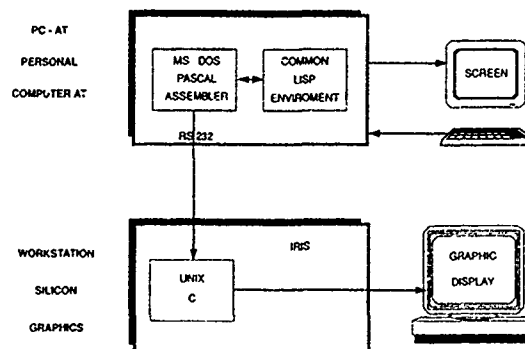 PC - AT
PERSONAL
COMPUTER AT
MS DOS
PASCAL
ASSEMBLER
COMMON
LISP
ENVIROMENT
SCREEN
RS 232
WORKSTATION
SILICON
GRAPHICS
IRIS
UNIX
C
GRAPHIC
DISPLAY